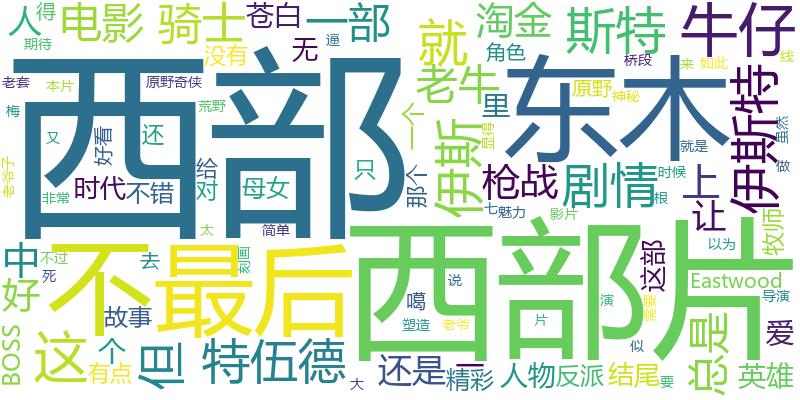 人得
期待
电影
骑士
苍白
一部
没有
无
逼
就
淘金
角色
斯特
牛仔
桥段
来
如此
线
老套
本片
原野奇侠
西部
老牛
一个
东木
原野
神秘
荒野
里
梅
又
还
好看
伊斯
显得
伊斯特
就是
虽然
老爷子
非常
时代
不错
给
对
母女
只
那个
枪战
剧情
时候
上
让
做
七
魅力
影片
根
太
简单
中
不过
不
最后
西部片
这部
以为
牧师
去
死
刻画
说
噶
Eastwood
好
故事
塑造
老爷
演
需要
导演
总是
爱
BOSS
这
个
有点
但
特伍德
片
似
大
还是
一
精彩
人物
反派
结尾
要
英雄